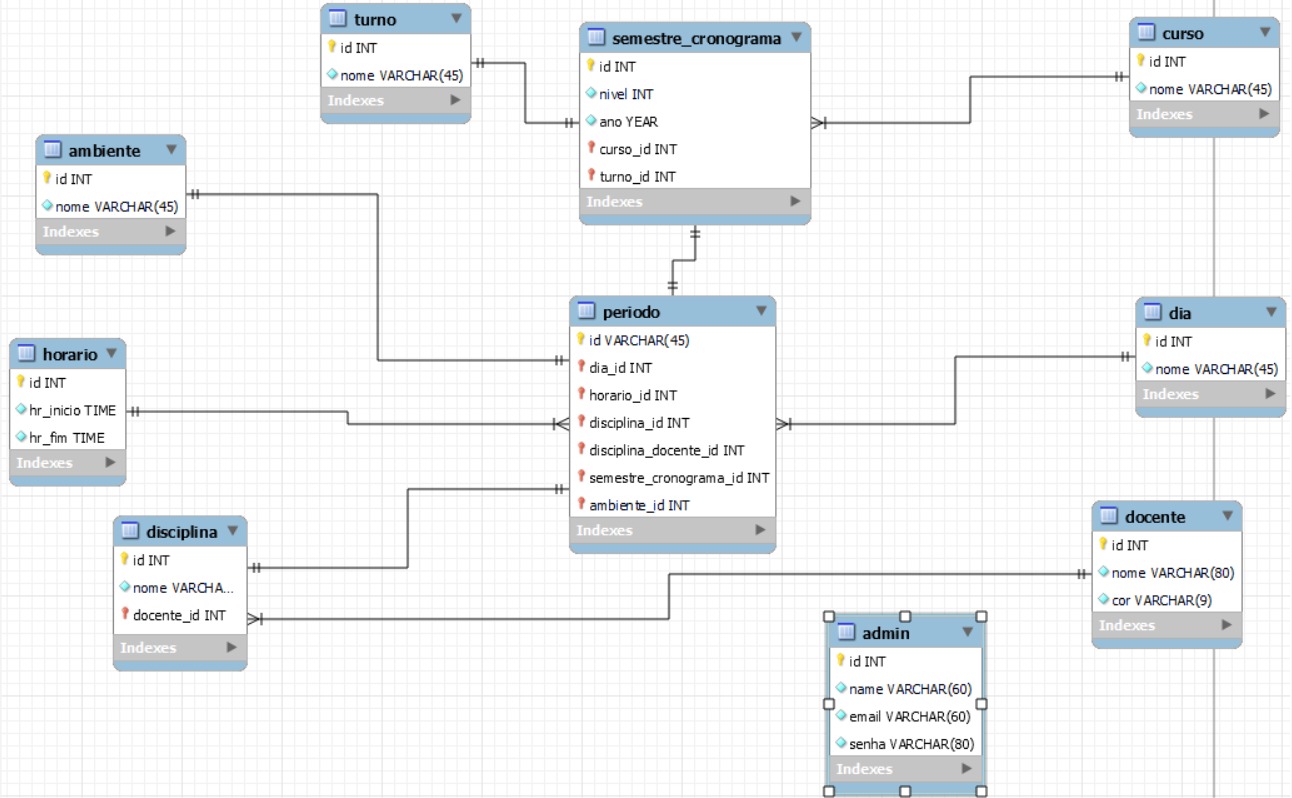 turno
id INT
nome VARCHAR(45)
Indexes
semestre_cronograma
id INT
nivel INT
ano YEAR
curso_id INT
turno_id INT
Indexes
curso
id INT
nome VARCHAR(45)
Indexes
ambiente
id INT
nome VARCHAR(45)
Indexes
periodo
id VARCHAR(45)
dia_id INT
horario_id INT
disciplina_id INT
disciplina_docente_id INT
semestre_cronograma_id INT
ambiente_id INT
Indexes
dia
id INT
nome VARCHAR(45)
Indexes
horario
id INT
hr_inicio TIME
hr_fim TIME
Indexes
disciplina
id INT
nome VARCHA...
docente_id INT
Indexes
docente
id INT
nome VARCHAR(80)
cor VARCHAR(9)
Indexes
admin
id INT
name VARCHAR(60)
email VARCHAR(60)
senha VARCHAR(80)
Indexes